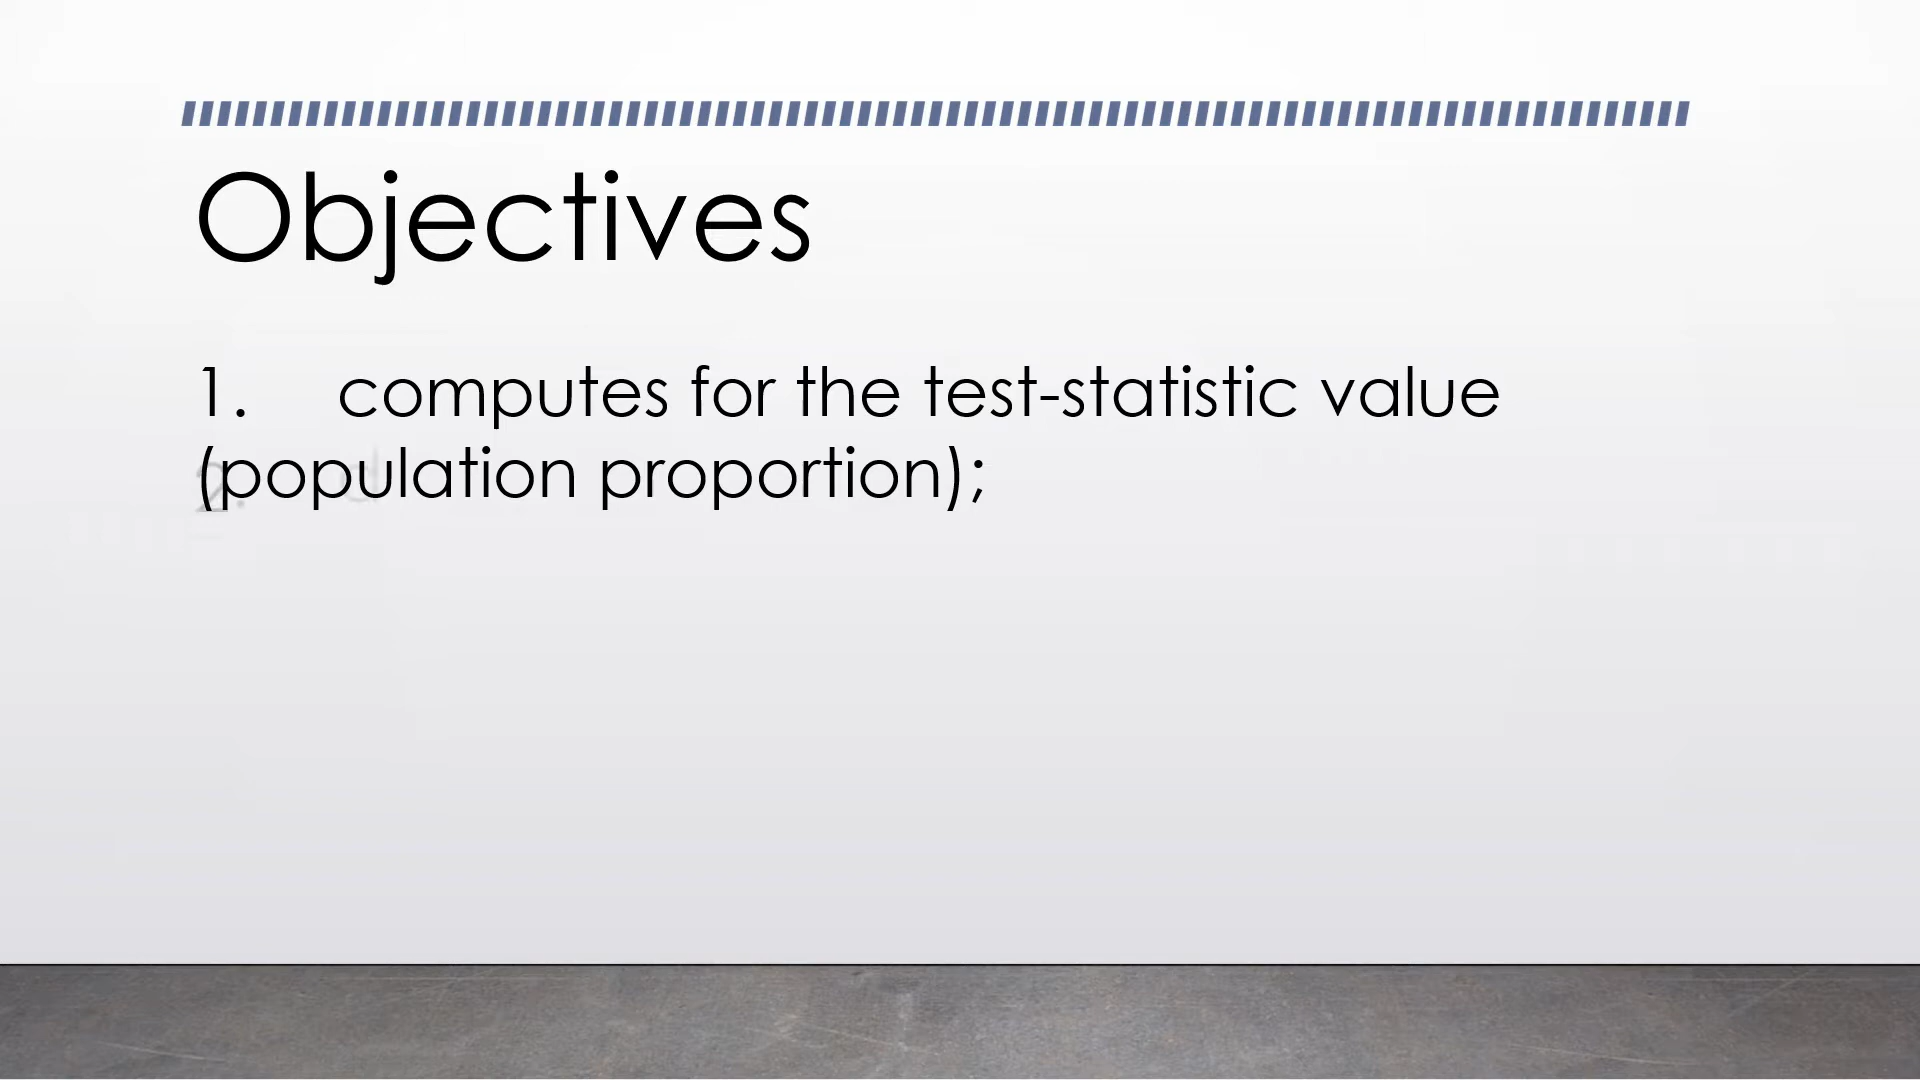 Objectives
1. computes for the test-statistic value
(population proportion);